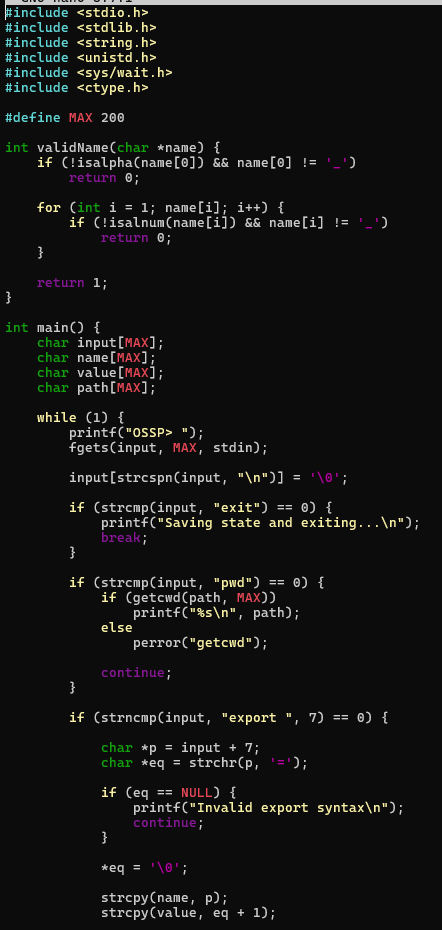 #include <stdio.h>
#include <stdlib.h>
#include <string.h>
#include <unistd.h>
#include <sys/wait.h>
#include <ctype.h>

#define MAX 200

int validName(char *name) {
    if (!isalpha(name[0]) && name[0] != '_')
        return 0;

    for (int i = 1; name[i]; i++) {
        if (!isalnum(name[i]) && name[i] != '_')
            return 0;
    }

    return 1;
}

int main() {
    char input[MAX];
    char name[MAX];
    char value[MAX];
    char path[MAX];

    while (1) {
        printf("OSSP> ");
        fgets(input, MAX, stdin);

        input[strcspn(input, "\n")] = '\0';

        if (strcmp(input, "exit") == 0) {
            printf("Saving state and exiting...\n");
            break;
        }

        if (strcmp(input, "pwd") == 0) {
            if (getcwd(path, MAX))
                printf("%s\n", path);
            else
                perror("getcwd");

            continue;
        }

        if (strncmp(input, "export ", 7) == 0) {

            char *p = input + 7;
            char *eq = strchr(p, '=');

            if (eq == NULL) {
                printf("Invalid export syntax\n");
                continue;
            }

            *eq = '\0';

            strcpy(name, p);
            strcpy(value, eq + 1);